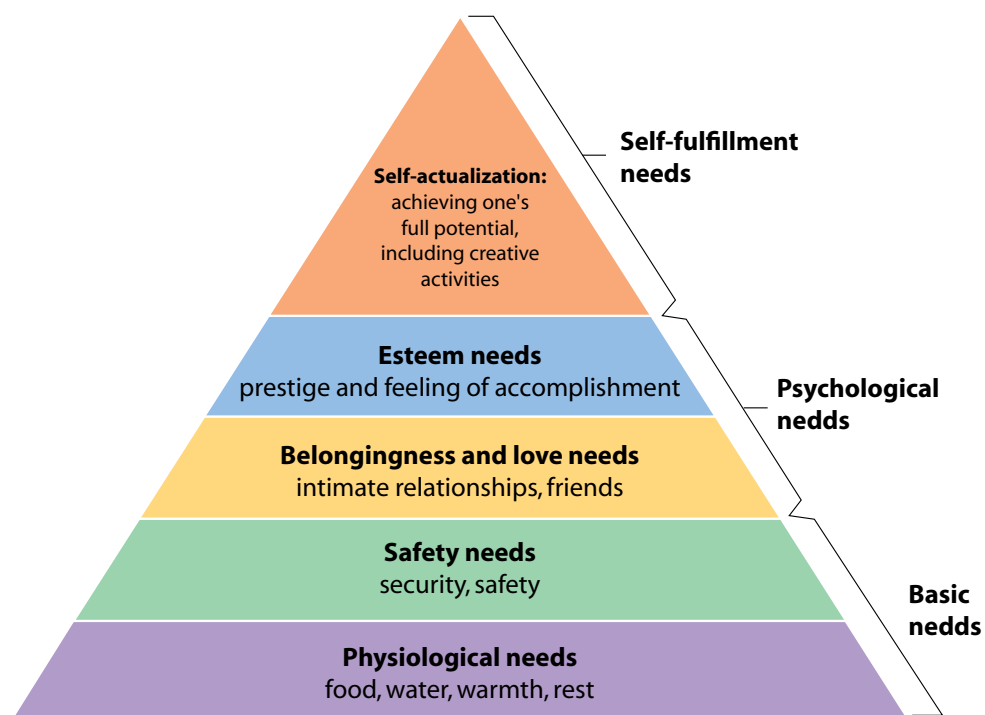 Self-actualization:
achieving one's
full potential,
including creative
activities
Self-fulfillment
needs
Esteem needs
prestige and feeling of accomplishment
Psychological
nedds
Belongingness and love needs
intimate relationships, friends
Safety needs
security, safety
Basic
nedds
Physiological needs
food, water, warmth, rest